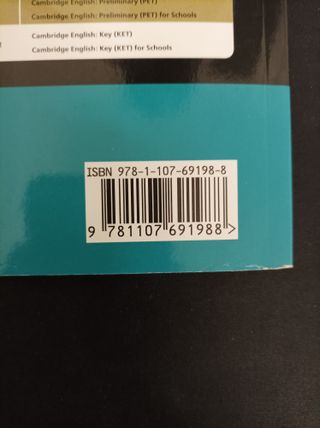 Cambridge English: Preliminary (PET)
Cambridge English: Preliminary (PET) for Schools
Cambridge English: Key (KET)
Cambridge English: Key (KET) for Schools
ISBN 978-1-107-69198-8
9 781107 691988 >